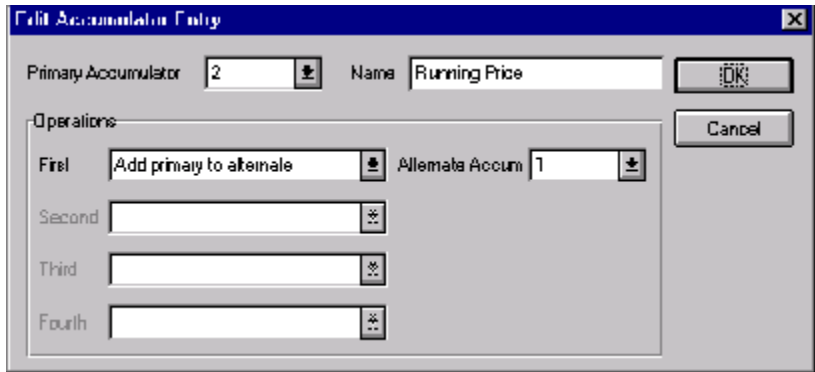 Edit Accumulator Entry
Primary Accumulator 2 Name Running Price OK
Operations Cancel
First Add primary to alternate Alternate Accum 1
Second
Third
Fourth